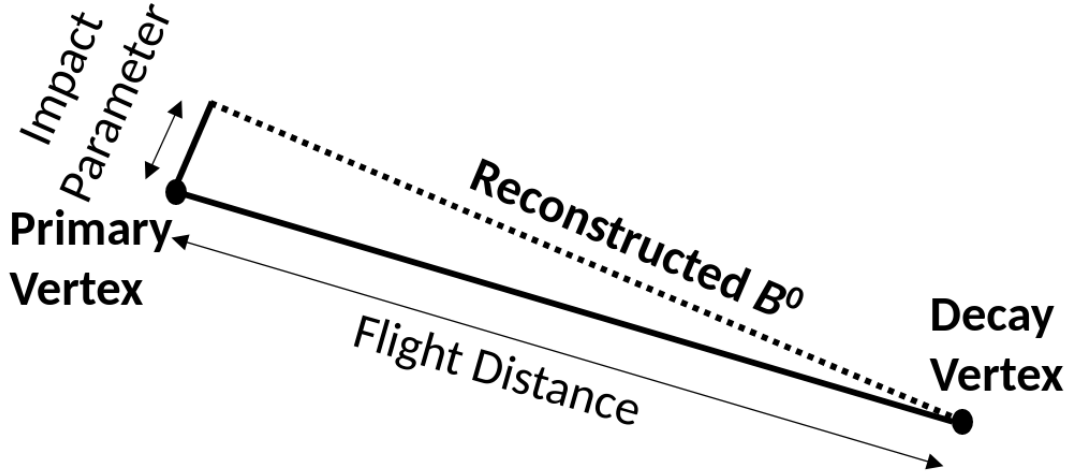 Impact
Parameter
Primary
Vertex
Reconstructed B⁰
Flight Distance
Decay
Vertex